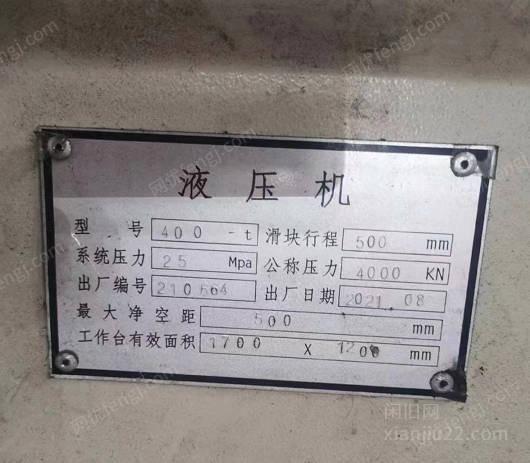 液压机
型号 400 -t 滑块行程 500 mm
系统压力 25 Mpa 公称压力 4000 KN
出厂编号 210664 出厂日期 2021.08
最大净空距 500 mm
工作台有效面积 1700 X 1200 mm
闲旧网
xianjiu22.com